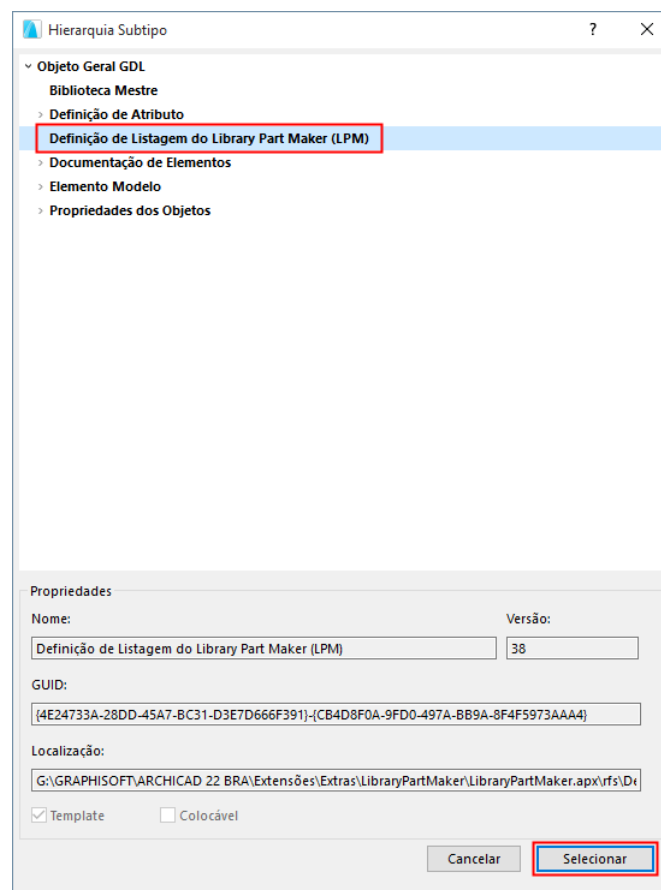 Hierarquia Subtipo
?
Objeto Geral GDL
Biblioteca Mestre
Definição de Atributo
Definição de Listagem do Library Part Maker (LPM)
Documentação de Elementos
Elemento Modelo
Propriedades dos Objetos
Propriedades
Nome: Versão:
Definição de Listagem do Library Part Maker (LPM) 38
GUID:
{4E24733A-28DD-45A7-BC31-D3E7D666F391}-{CB4D8F0A-9FD0-497A-BB9A-8F4F5973AAA4}
Localização:
G:\GRAPHISOFT\ARCHICAD 22 BRA\Extensões\Extras\LibraryPartMaker\LibraryPartMaker.apx\rfs\De
Template Colocável
Cancelar Selecionar